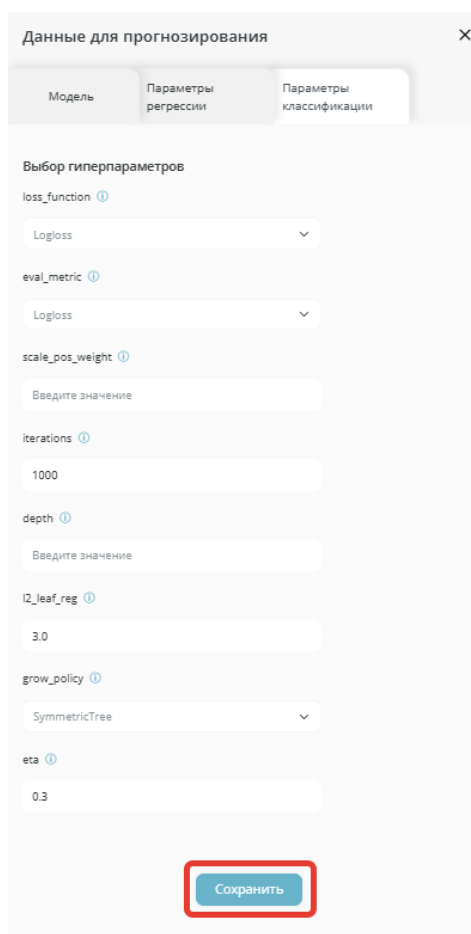 Данные для прогнозирования
Модель
Параметры
регрессии
Параметры
классификации
Выбор гиперпараметров
loss_function
Logloss
eval_metric
Logloss
scale_pos_weight
Введите значение
iterations
1000
depth
Введите значение
l2_leaf_reg
3.0
grow_policy
SymmetricTree
eta
0.3
Сохранить